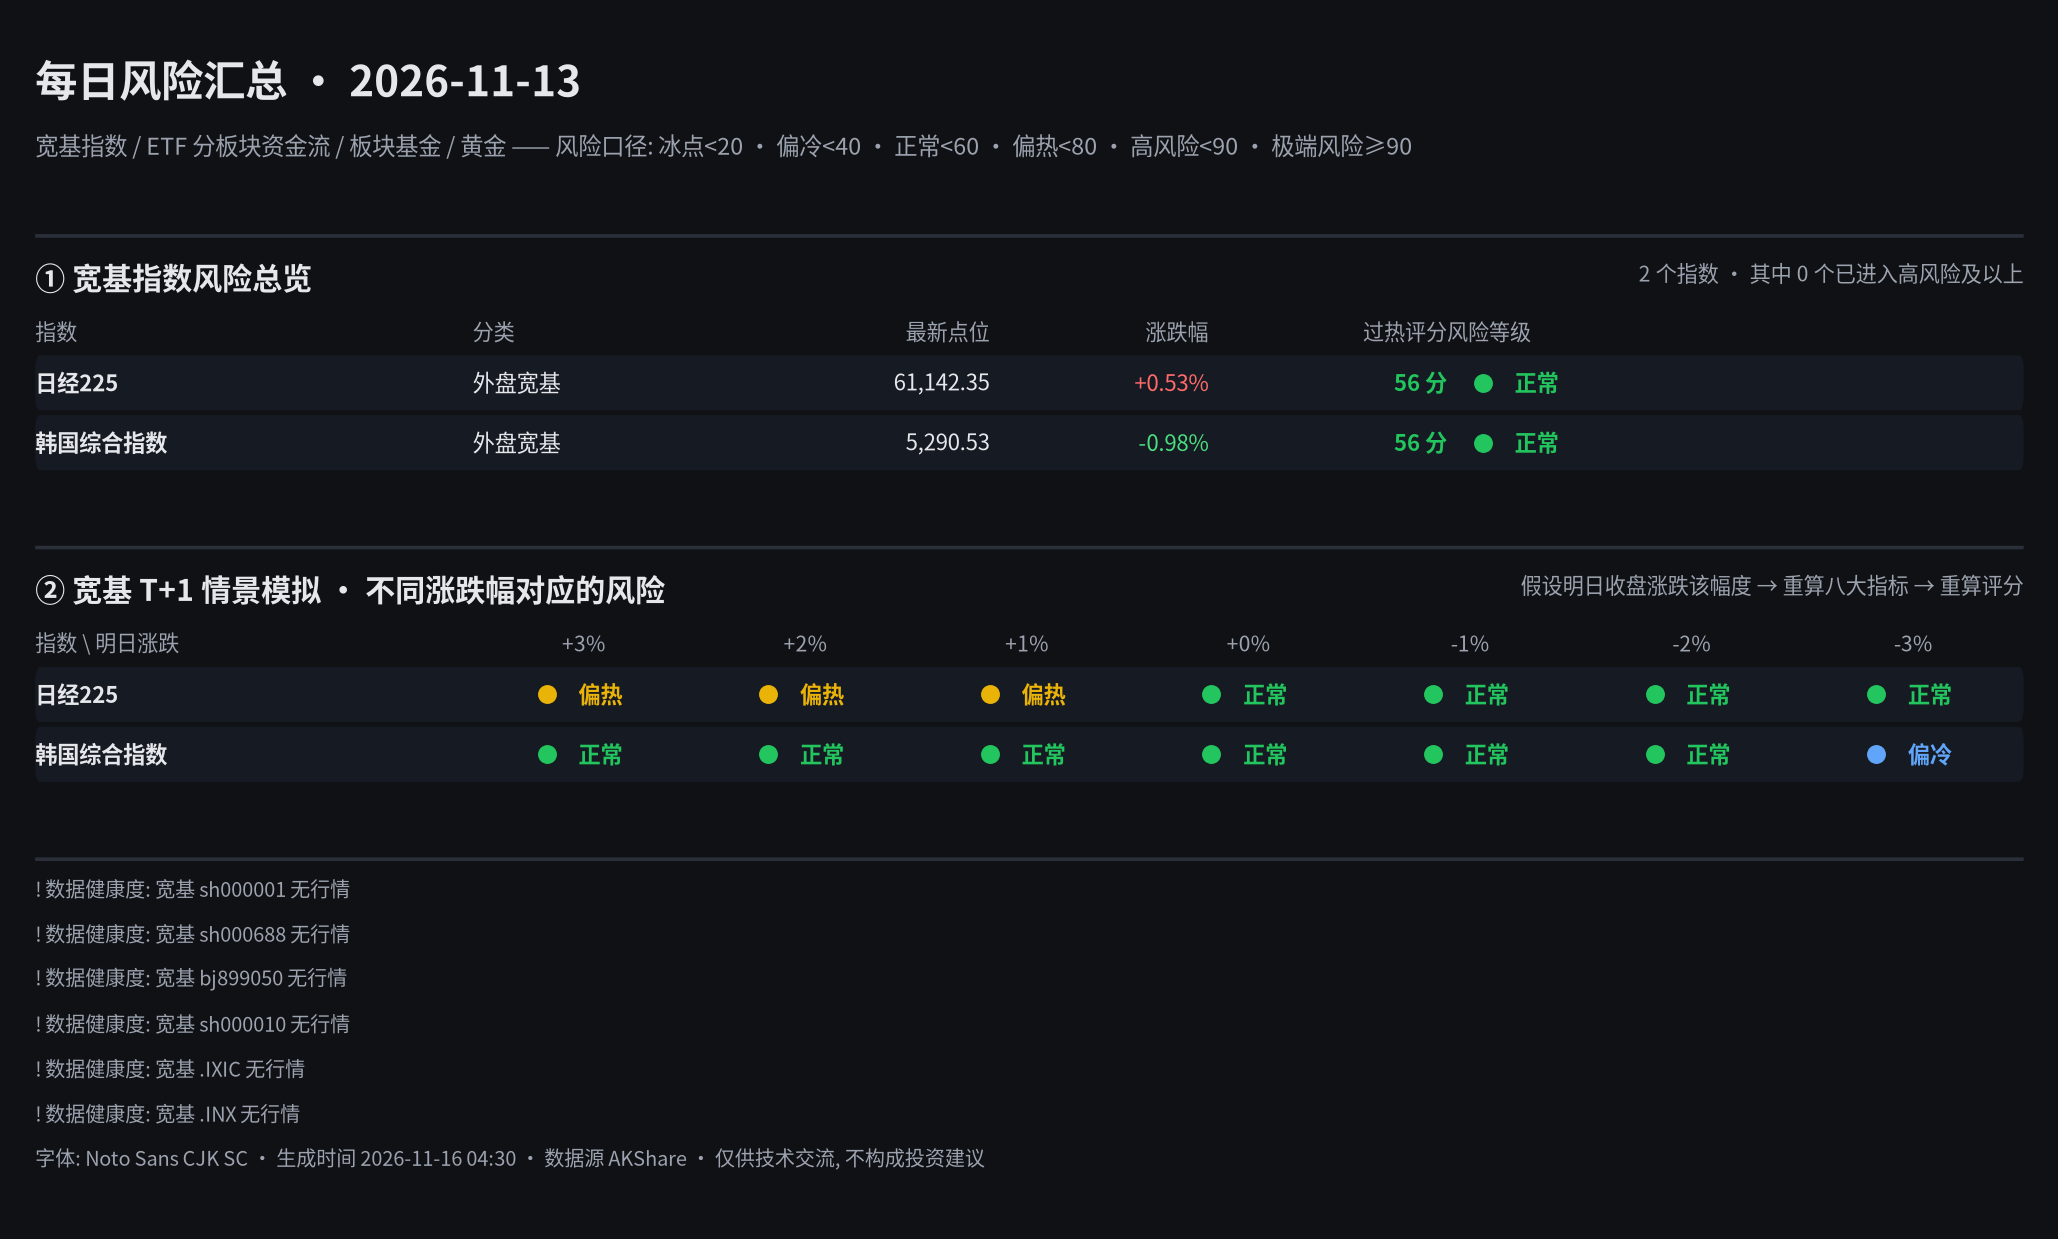 每日风险汇总 · 2026-11-13
宽基指数 / ETF 分板块资金流 / 板块基金 / 黄金 —— 风险口径: 冰点<20 · 偏冷<40 · 正常<60 · 偏热<80 · 高风险<90 · 极端风险≥90
① 宽基指数风险总览 2 个指数 · 其中 0 个已进入高风险及以上
指数 分类 最新点位 涨跌幅 过热评分 风险等级
日经225 外盘宽基 61,142.35 +0.53% 56 分 ● 正常
韩国综合指数 外盘宽基 5,290.53 -0.98% 56 分 ● 正常
② 宽基 T+1 情景模拟 · 不同涨跌幅对应的风险 假设明日收盘涨跌该幅度 → 重算八大指标 → 重算评分
指数 \ 明日涨跌 +3% +2% +1% +0% -1% -2% -3%
日经225 ● 偏热 ● 偏热 ● 偏热 ● 正常 ● 正常 ● 正常 ● 正常
韩国综合指数 ● 正常 ● 正常 ● 正常 ● 正常 ● 正常 ● 正常 ● 偏冷
! 数据健康度: 宽基 sh000001 无行情
! 数据健康度: 宽基 sh000688 无行情
! 数据健康度: 宽基 bj899050 无行情
! 数据健康度: 宽基 sh000010 无行情
! 数据健康度: 宽基 .IXIC 无行情
! 数据健康度: 宽基 .INX 无行情
字体: Noto Sans CJK SC · 生成时间 2026-11-16 04:30 · 数据源 AKShare · 仅供技术交流, 不构成投资建议